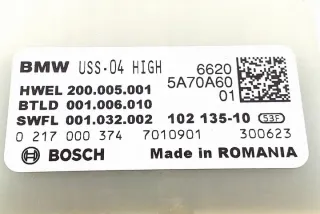 BMW USS-04 HIGH 6620
5A70A60
HWEL 200.005.001 01
BTLD 001.006.010
SWFL 001.032.002 102 135-10 53F
0 217 000 374 7010901 300623
BOSCH Made in ROMANIA